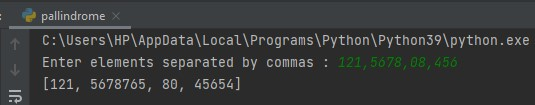 pallindrome
C:\Users\HP\AppData\Local\Programs\Python\Python39\python.exe
Enter elements separated by commas : 121,5678,08,456
[121, 5678765, 80, 45654]